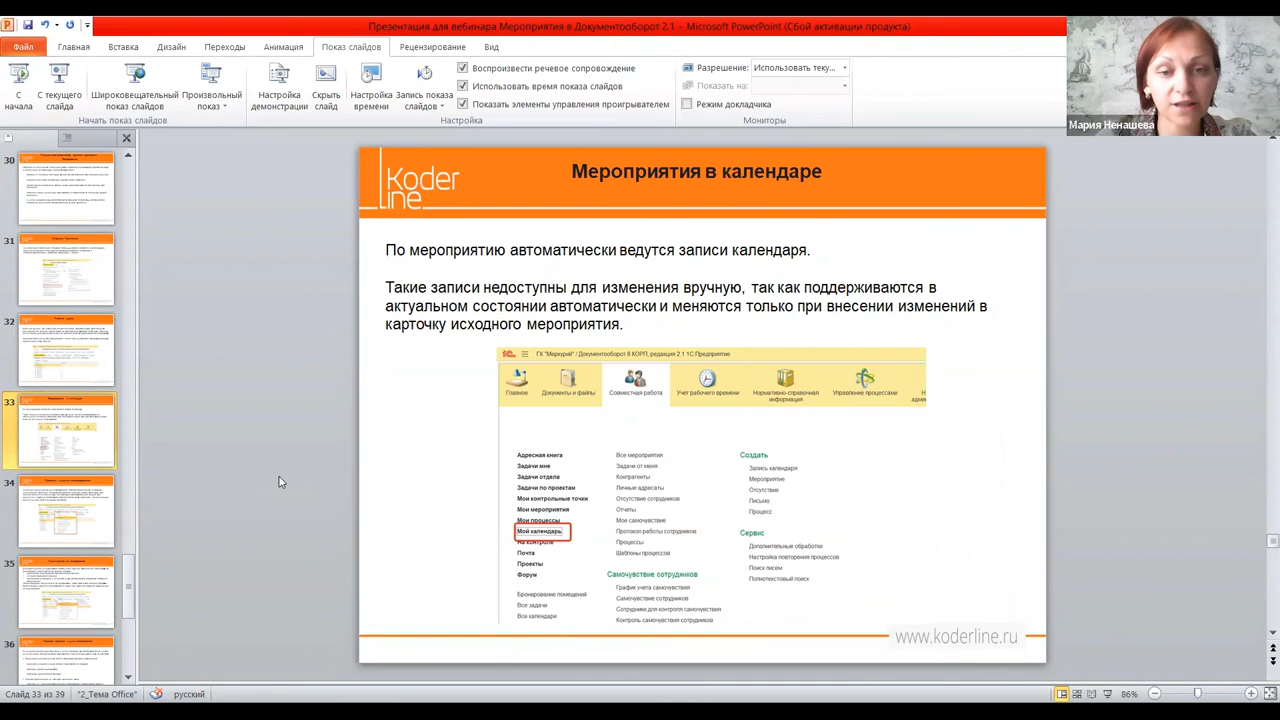 Презентация для вебинара Мероприятия в Документооборот 2.1 - Microsoft PowerPoint (Сбой активации продукта)
Файл Главная Вставка Дизайн Переходы Анимация Показ слайдов Рецензирование Вид
С начала
С текущего слайда
Широковещательный показ слайдов
Произвольный показ
Начать показ слайдов
Настройка демонстрации
Скрыть слайд
Настройка времени
Запись показа слайдов
Воспроизвести речевое сопровождение
Использовать время показа слайдов
Показать элементы управления проигрывателем
Настройка
Разрешение: Использовать теку...
Показать на:
Режим докладчика
Мониторы
Мария Ненашева
30
31
32
33
34
35
36
Koder
line
Мероприятия в календаре
По мероприятию автоматически ведутся записи календаря.
Такие записи недоступны для изменения вручную, так как поддерживаются в
актуальном состоянии автоматически и меняются только при внесении изменений в
карточку исходного мероприятия.
ГК "Меркурий" / Документооборот 8 КОРП, редакция 2.1 1С Предприятие
Главное
Документы и файлы
Совместная работа
Учет рабочего времени
Нормативно-справочная информация
Управление процессами
Адресная книга
Задачи мне
Задачи отдела
Задачи по проектам
Мои контрольные точки
Мои мероприятия
Мои процессы
Мой календарь
На контроле
Почта
Проекты
Форум
Бронирование помещений
Все задачи
Все календари
Все мероприятия
Задачи от меня
Контрагенты
Личные адресаты
Отсутствие сотрудников
Отчеты
Мое самочувствие
Протокол работы сотрудников
Процессы
Шаблоны процессов
Самочувствие сотрудников
График учета самочувствия
Самочувствие сотрудников
Сотрудники для контроля самочувствия
Контроль самочувствия сотрудников
Создать
Запись календаря
Мероприятие
Отсутствие
Письмо
Процесс
Сервис
Дополнительные обработки
Настройка повторения процессов
Поиск писем
Полнотекстовый поиск
www.koderline.ru
Слайд 33 из 39 "2_Тема Office" русский 86%